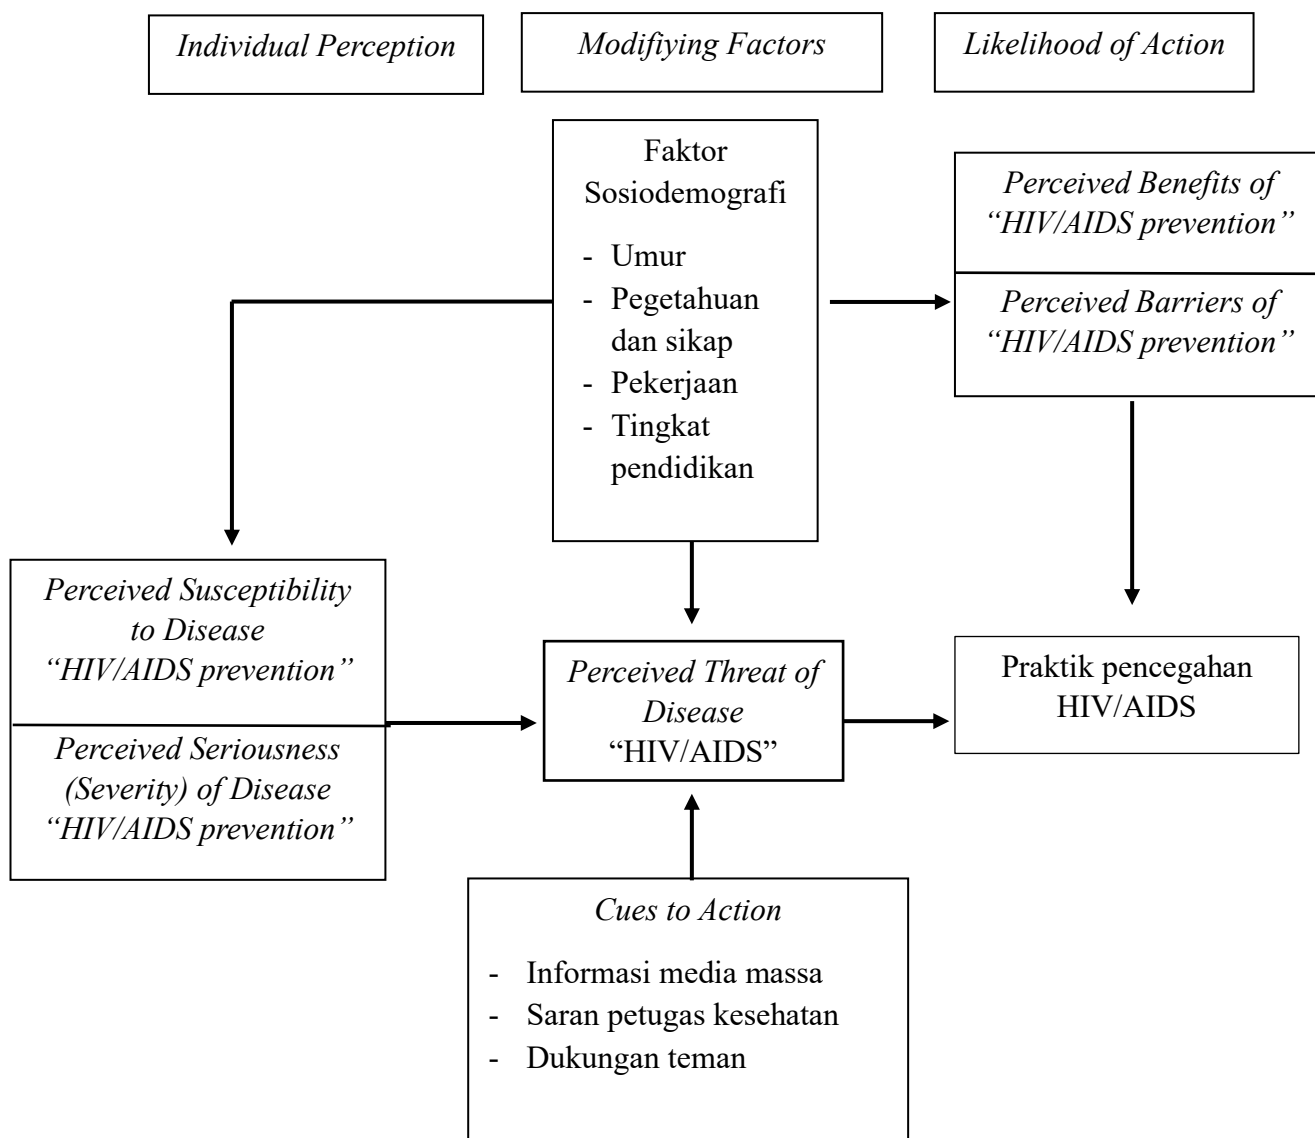 Individual Perception
Modifiying Factors
Likelihood of Action
Faktor
Sosiodemografi
- Umur
- Pegetahuan
dan sikap
- Pekerjaan
- Tingkat
pendidikan
Perceived Benefits of
“HIV/AIDS prevention”
Perceived Barriers of
“HIV/AIDS prevention”
Perceived Susceptibility
to Disease
“HIV/AIDS prevention”
Perceived Seriousness
(Severity) of Disease
“HIV/AIDS prevention”
Perceived Threat of
Disease
“HIV/AIDS”
Praktik pencegahan
HIV/AIDS
Cues to Action
- Informasi media massa
- Saran petugas kesehatan
- Dukungan teman